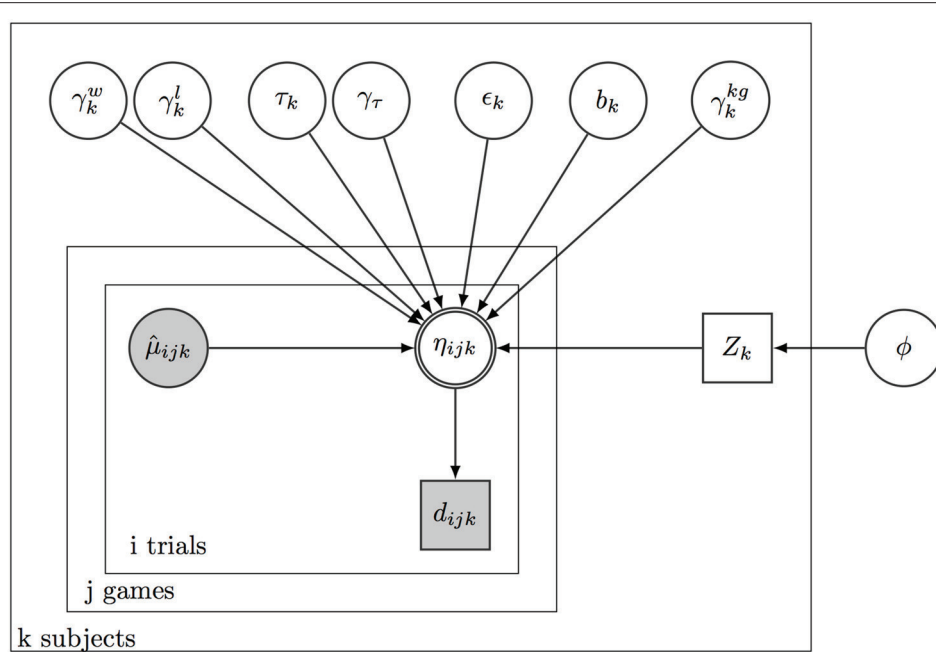 γ_k^w γ_k^l τ_k γ_τ ϵ_k b_k γ_k^{kg}
μ̂_{ijk} η_{ijk} Z_k ϕ
d_{ijk}
i trials
j games
k subjects